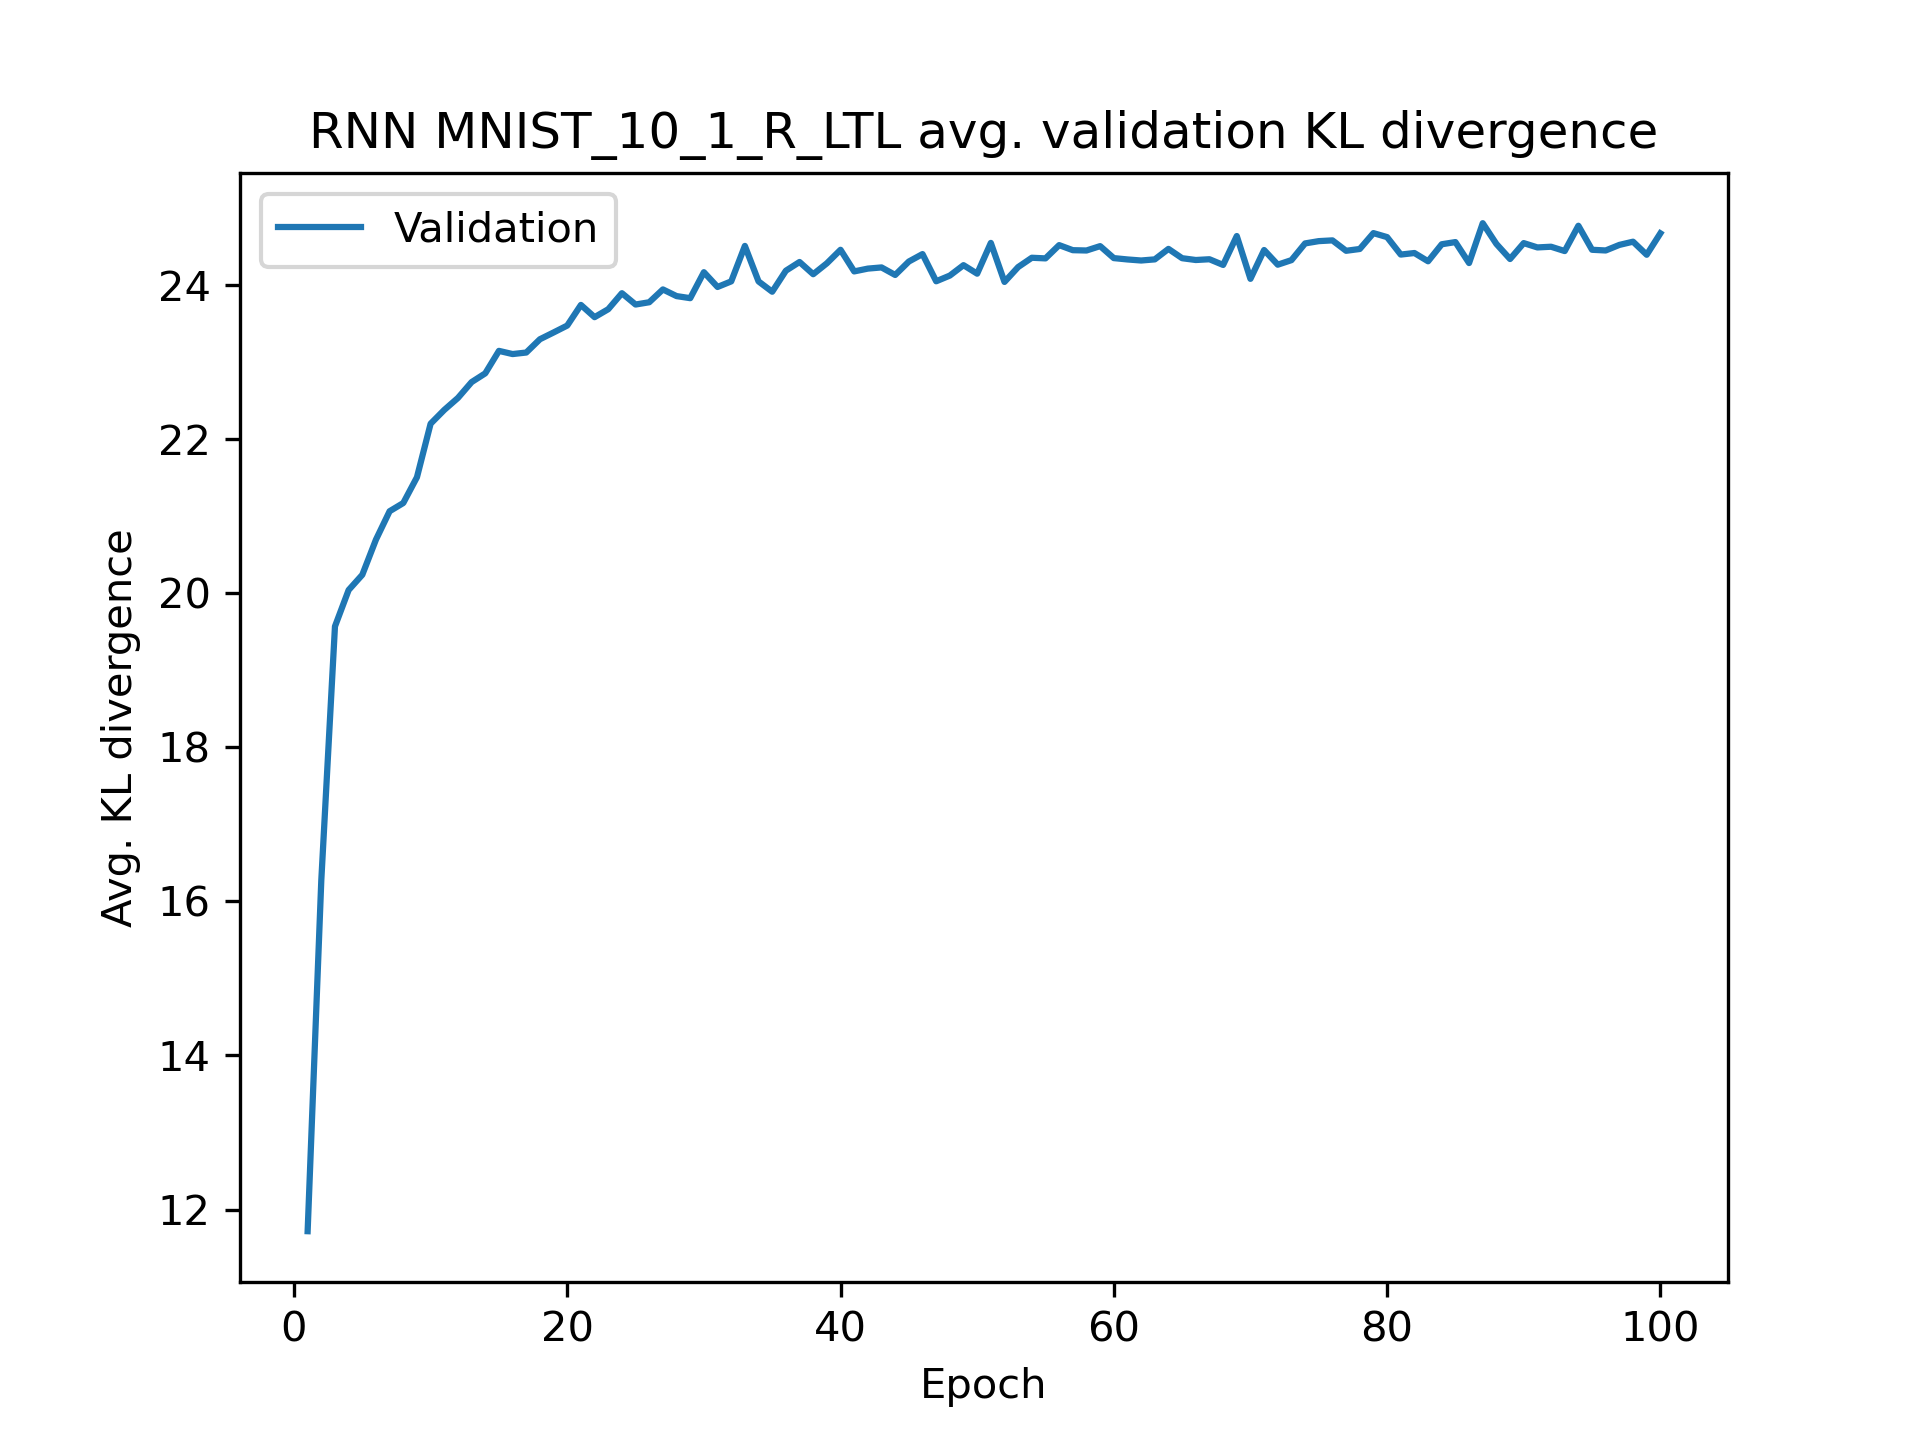 RNN MNIST_10_1_R_LTL avg. validation KL divergence
Validation
Avg. KL divergence
24
22
20
18
16
14
12
0 20 40 60 80 100
Epoch